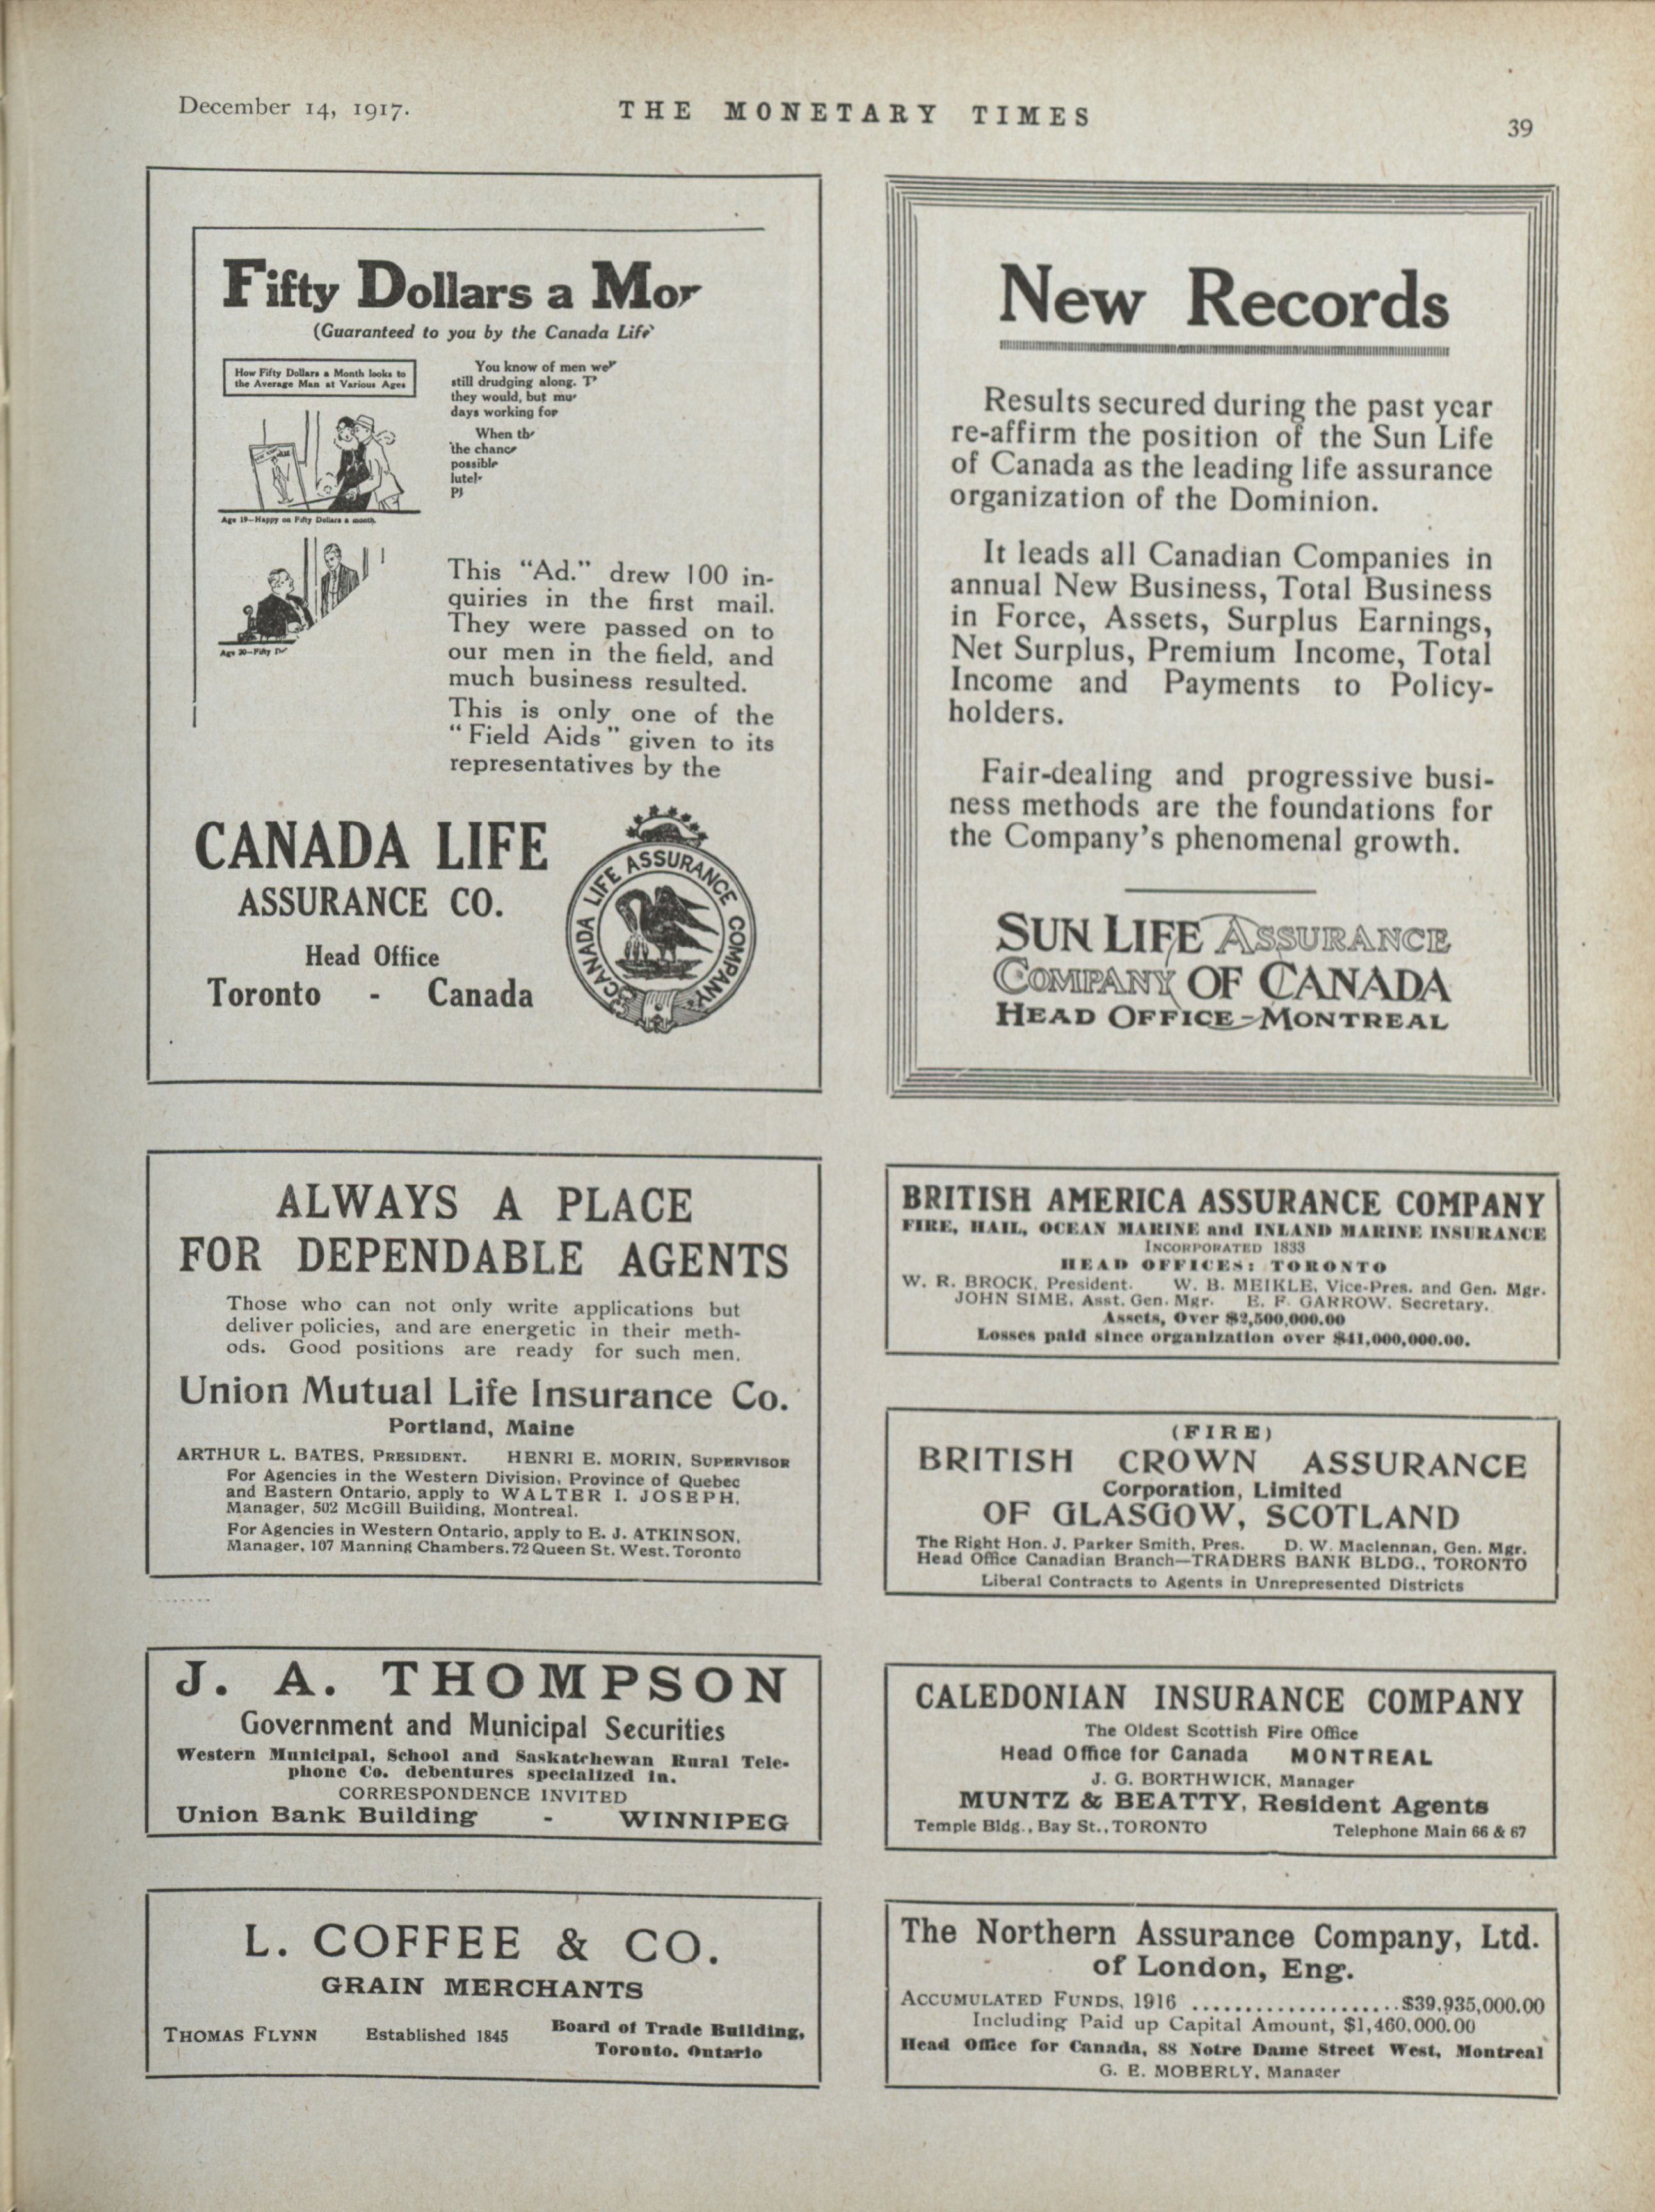 December 14, 1917.
THE MONETARY TIMES
39
Fifty Dollars a Mor
(Guaranteed to you by the Canada Life
How Fifty Dollars a Month looks to
the Average Man at Various Ages
Age 19—Happy on Fifty Dollars a month.
Age 30—Fifty
You know of men
still drudging along.
they would, but
days working for
When
the
lutel-
This "Ad." drew 100 in-
quiries in the first mail.
They were passed on to
our men in the field, and
much business resulted.
This is only one of the
"Field Aids" given to its
representatives by the
CANADA LIFE
ASSURANCE CO.
Head Office
Toronto - Canada
CANADA LIFE ASSURANCE COMPANY
New Records
Results secured during the past year
re-affirm the position of the Sun Life
of Canada as the leading life assurance
organization of the Dominion.
It leads all Canadian Companies in
annual New Business, Total Business
in Force, Assets, Surplus Earnings,
Net Surplus, Premium Income, Total
Income and Payments to Policy-
holders.
Fair-dealing and progressive busi-
ness methods are the foundations for
the Company's phenomenal growth.
SUN LIFE ASSURANCE
COMPANY OF CANADA
HEAD OFFICE-MONTREAL
ALWAYS A PLACE
FOR DEPENDABLE AGENTS
Those who can not only write applications but
deliver policies, and are energetic in their meth-
ods. Good positions are ready for such men.
Union Mutual Life Insurance Co.
Portland, Maine
ARTHUR L. BATES, PRESIDENT. HENRI E. MORIN, SUPERVISOR
For Agencies in the Western Division, Province of Quebec
and Eastern Ontario, apply to WALTER I. JOSEPH,
Manager, 502 McGill Building, Montreal.
For Agencies in Western Ontario, apply to E. J. ATKINSON,
Manager, 107 Manning Chambers, 72 Queen St. West, Toronto
BRITISH AMERICA ASSURANCE COMPANY
FIRE, HAIL, OCEAN MARINE and INLAND MARINE INSURANCE
INCORPORATED 1833
HEAD OFFICES: TORONTO
W. R. BROCK, President. W. B. MEIKLE, Vice-Pres. and Gen. Mgr.
JOHN SIME, Asst. Gen. Mgr. E. F. GARROW, Secretary.
Assets, Over $2,500,000.00
Losses paid since organization over $41,000,000.00.
(FIRE)
BRITISH CROWN ASSURANCE
Corporation, Limited
OF GLASGOW, SCOTLAND
The Right Hon. J. Parker Smith, Pres. D. W. Maclennan, Gen. Mgr.
Head Office Canadian Branch—TRADERS BANK BLDG., TORONTO
Liberal Contracts to Agents in Unrepresented Districts
J. A. THOMPSON
Government and Municipal Securities
Western Municipal, School and Saskatchewan Rural Tele-
phone Co. debentures specialized in.
CORRESPONDENCE INVITED
Union Bank Building - WINNIPEG
CALEDONIAN INSURANCE COMPANY
The Oldest Scottish Fire Office
Head Office for Canada MONTREAL
J. G. BORTHWICK, Manager
MUNTZ & BEATTY, Resident Agents
Temple Bldg., Bay St., TORONTO Telephone Main 66 & 67
L. COFFEE & CO.
GRAIN MERCHANTS
THOMAS FLYNN Established 1845 Board of Trade Building,
Toronto, Ontario
The Northern Assurance Company, Ltd.
of London, Eng.
ACCUMULATED FUNDS, 1916 ....................$39,935,000.00
Including Paid up Capital Amount, $1,460,000.00
Head Office for Canada, 88 Notre Dame Street West, Montreal
G. E. MOBERLY, Manager